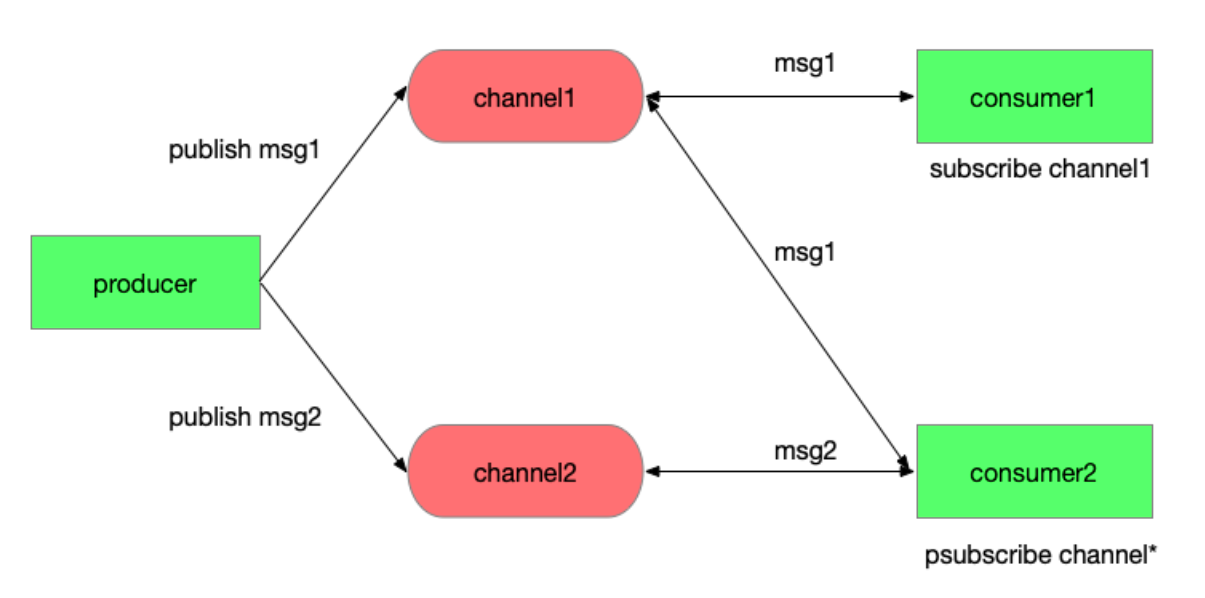 msg1
channel1
consumer1
publish msg1
subscribe channel1
msg1
producer
publish msg2
msg2
channel2
consumer2
psubscribe channel*